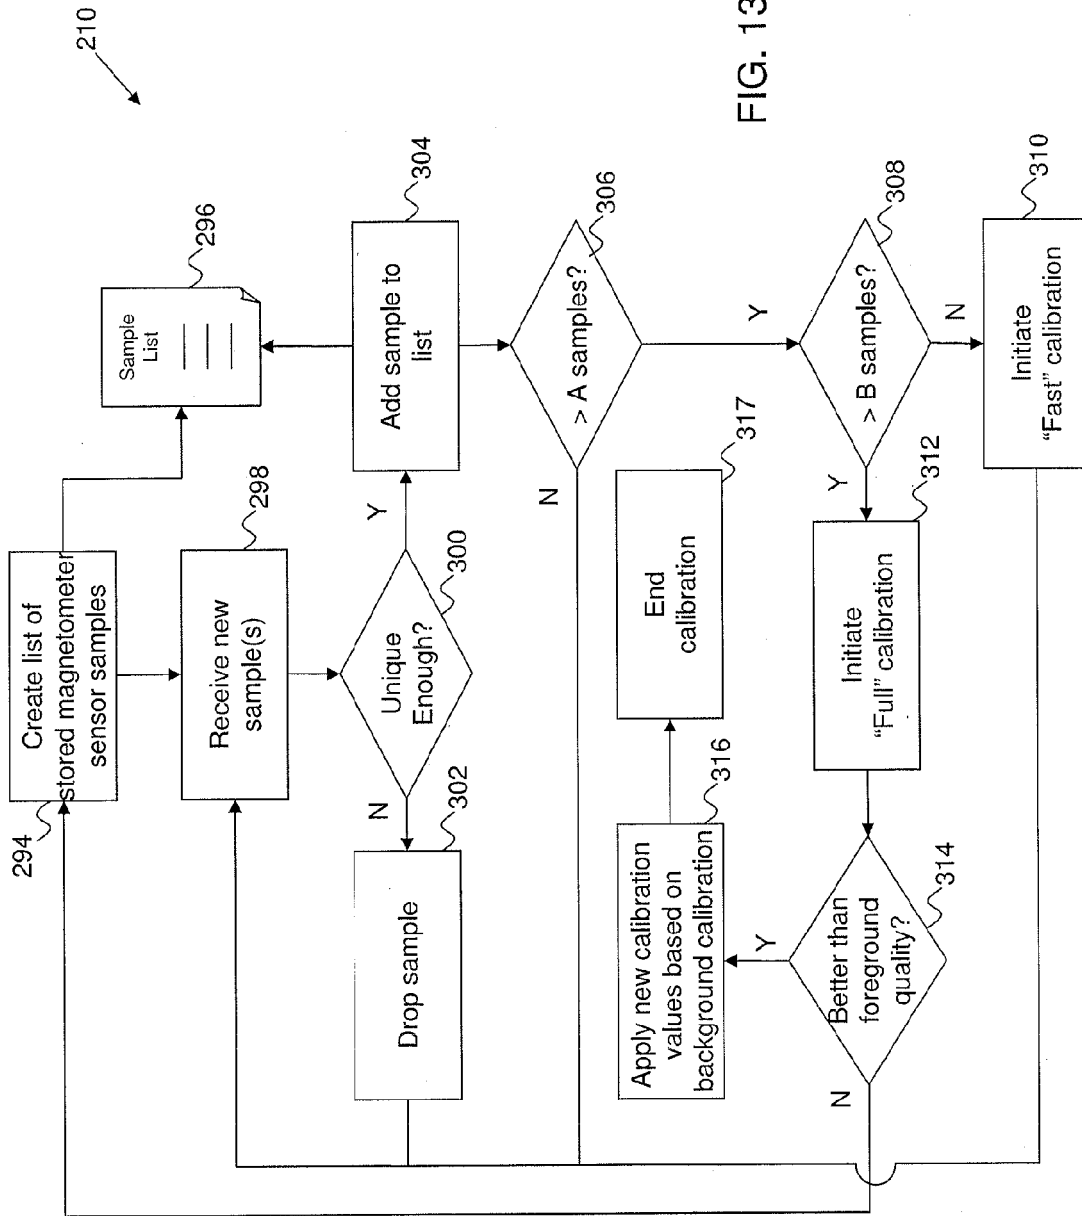 210
294
Create list of
stored magnetometer
sensor samples
296
Sample
List
298
Receive new
sample(s)
300
Unique
Enough?
N
Y
302
Drop sample
304
Add sample to
list
306
> A samples?
N
Y
308
> B samples?
Y
N
310
Initiate
"Fast" calibration
312
Initiate
"Full" calibration
314
Better than
foreground
quality?
N
Y
316
Apply new calibration
values based on
background calibration
317
End
calibration
FIG. 13